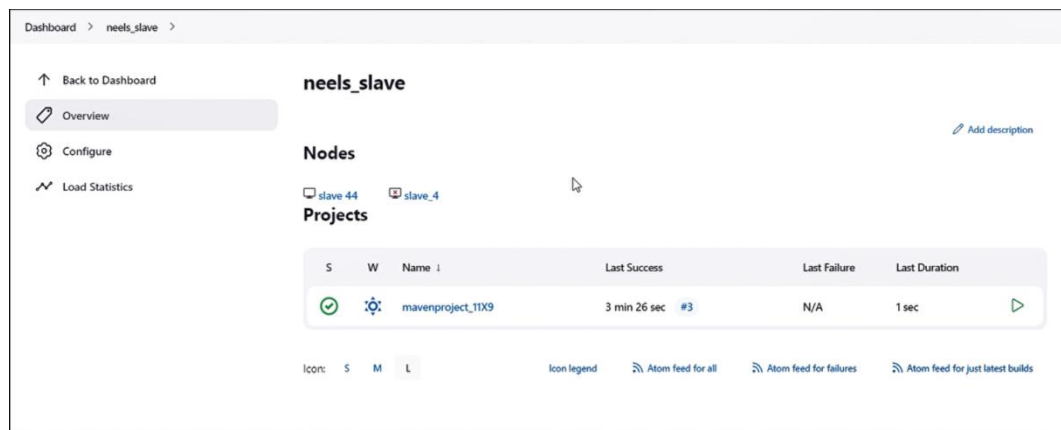 Dashboard > neels_slave >
Back to Dashboard
Overview
Configure
Load Statistics
neels_slave
Add description
Nodes
slave 44 slave_4
Projects
S W Name ↓ Last Success Last Failure Last Duration
mavenproject_11X9 3 min 26 sec #3 N/A 1 sec
Icon: S M L Icon legend Atom feed for all Atom feed for failures Atom feed for just latest builds